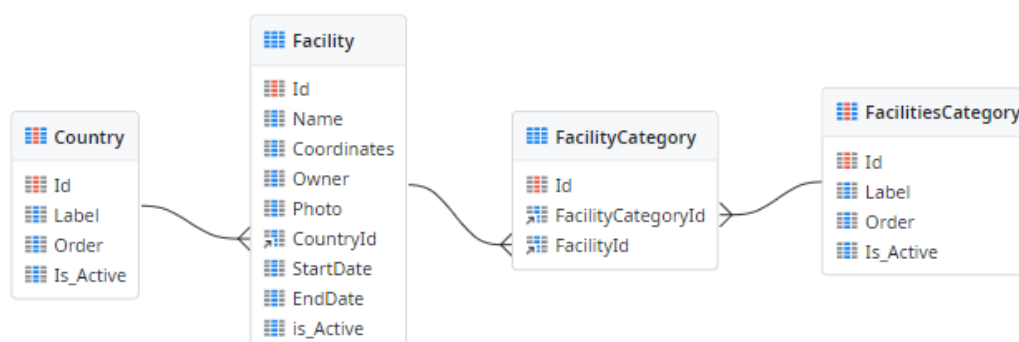 Country
Id
Label
Order
Is_Active
Facility
Id
Name
Coordinates
Owner
Photo
CountryId
StartDate
EndDate
is_Active
FacilityCategory
Id
FacilityCategoryId
FacilityId
FacilitiesCategory
Id
Label
Order
Is_Active